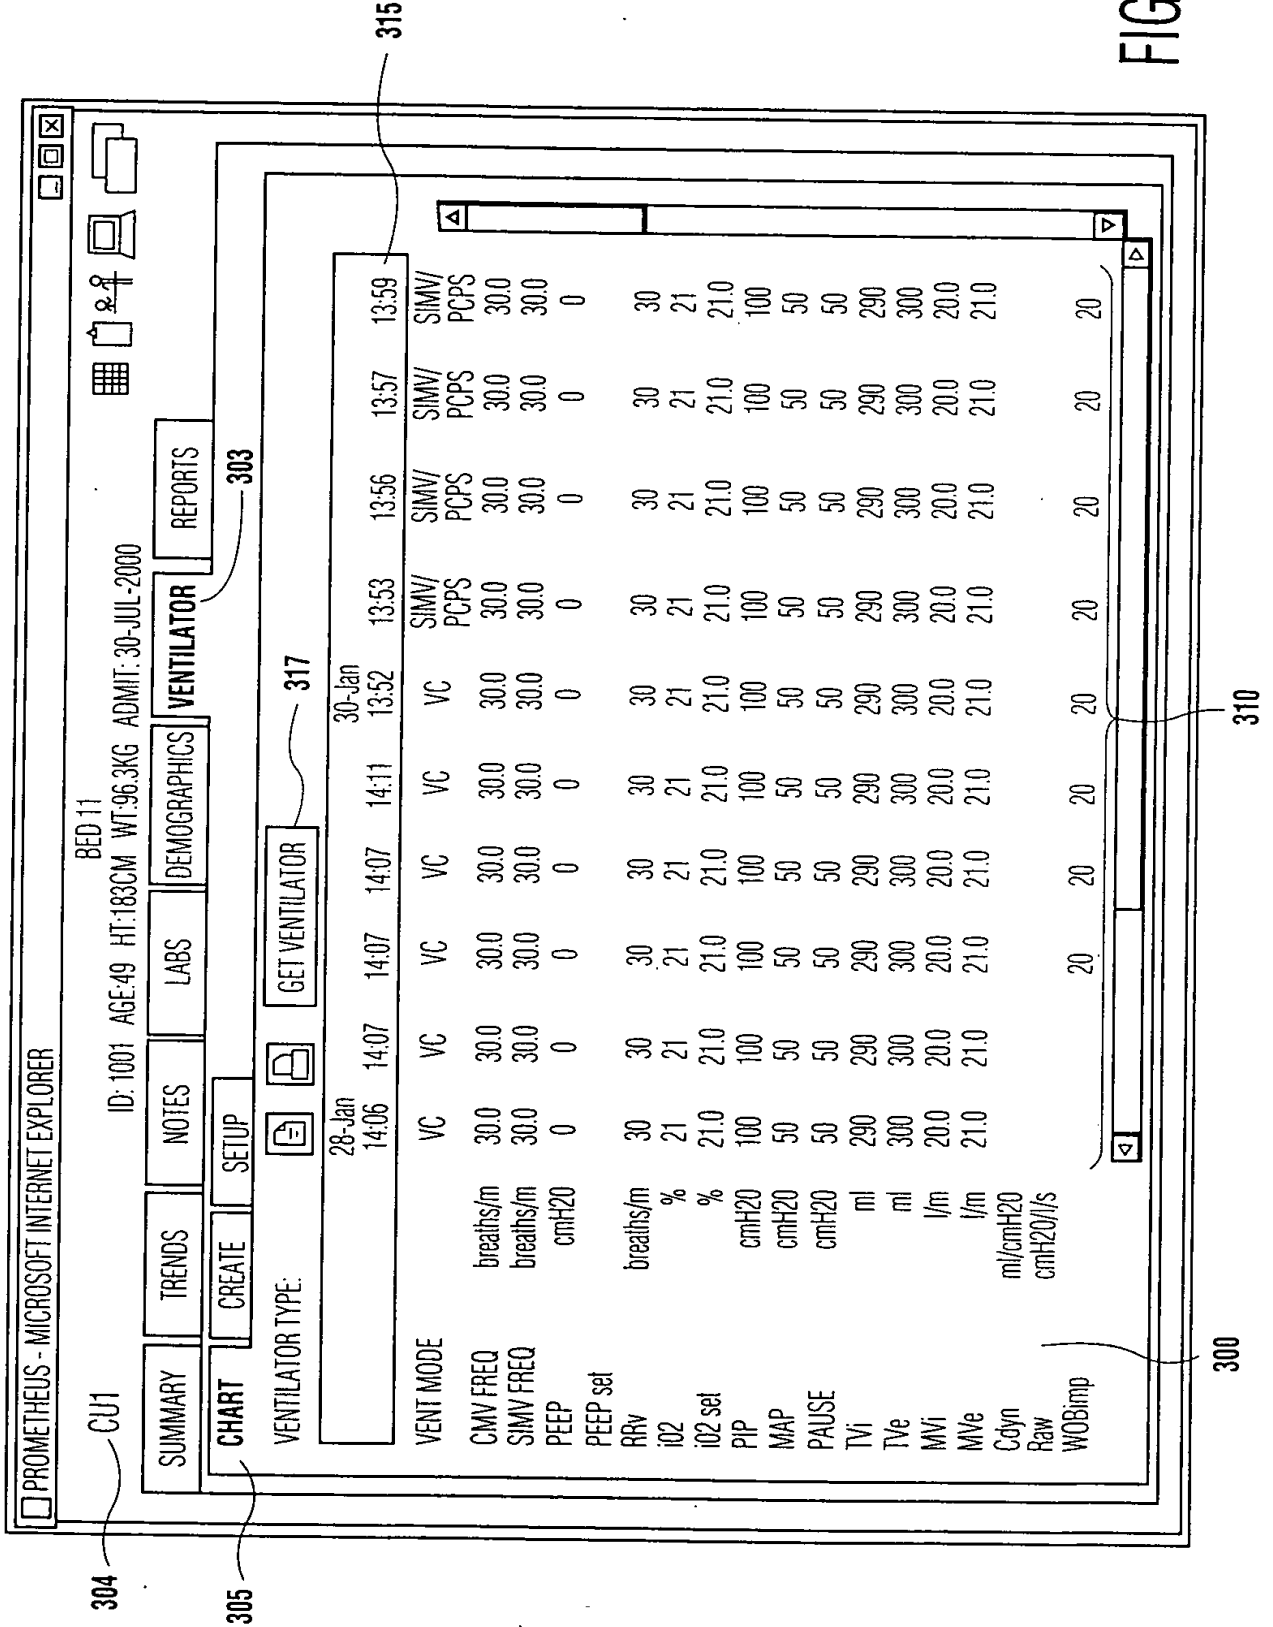 PROMETHEUS - MICROSOFT INTERNET EXPLORER
304
CU1
BED 11
ID: 1001 AGE:49 HT:183CM WT:96.3KG ADMIT: 30-JUL-2000
SUMMARY TRENDS NOTES LABS DEMOGRAPHICS VENTILATOR REPORTS
303
305
CHART CREATE SETUP
VENTILATOR TYPE: GET VENTILATOR
317
315
28-Jan 30-Jan
14:06 14:07 14:07 14:07 14:11 13:52 13:53 13:56 13:57 13:59
VENT MODE VC VC VC VC VC VC SIMV/ SIMV/ SIMV/ SIMV/
PCPS PCPS PCPS PCPS
CMV FREQ breaths/m 30.0 30.0 30.0 30.0 30.0 30.0 30.0 30.0 30.0 30.0
SIMV FREQ breaths/m 30.0 30.0 30.0 30.0 30.0 30.0 30.0 30.0 30.0 30.0
PEEP cmH20 0 0 0 0 0 0 0 0 0 0
PEEP set
RRv breaths/m 30 30 30 30 30 30 30 30 30 30
iO2 % 21 21 21 21 21 21 21 21 21 21
iO2 set % 21.0 21.0 21.0 21.0 21.0 21.0 21.0 21.0 21.0 21.0
PIP cmH20 100 100 100 100 100 100 100 100 100 100
MAP cmH20 50 50 50 50 50 50 50 50 50 50
PAUSE cmH20 50 50 50 50 50 50 50 50 50 50
TVi ml 290 290 290 290 290 290 290 290 290 290
TVe ml 300 300 300 300 300 300 300 300 300 300
MVi l/m 20.0 20.0 20.0 20.0 20.0 20.0 20.0 20.0 20.0 20.0
MVe l/m 21.0 21.0 21.0 21.0 21.0 21.0 21.0 21.0 21.0 21.0
Cdyn ml/cmH20
Raw cmH20/l/s
WOBimp 20 20 20 20 20 20 20 20
300
310
FIG